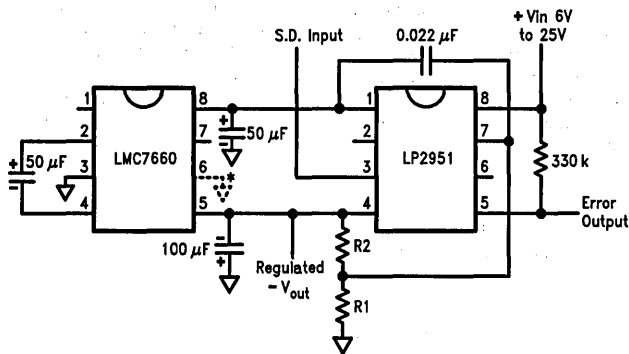 + Vin 6V
to 25V
S.D. Input
0.022 μF
1
8
1
8
50 μF
2
7
2
7
50 μF
LMC7660
LP2951
330 k
3
6
*
3
6
4
5
4
5
Error
Output
100 μF
R2
Regulated
- Vout
R1